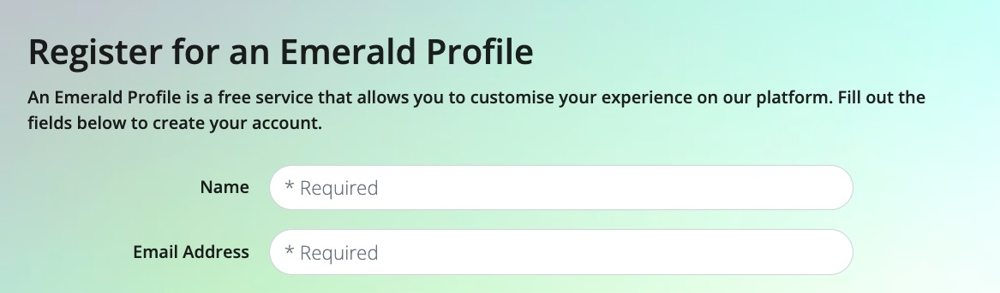 Register for an Emerald Profile
An Emerald Profile is a free service that allows you to customise your experience on our platform. Fill out the
fields below to create your account.
Name * Required
Email Address * Required